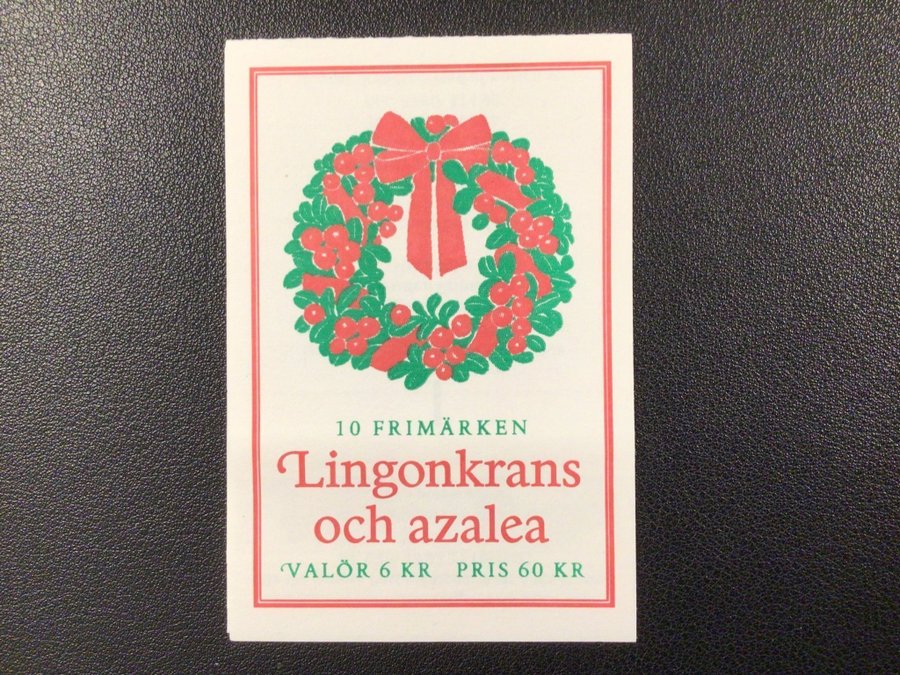 10 FRIMÄRKEN
Lingonkrans
och azalea
VALÖR 6 KR PRIS 60 KR